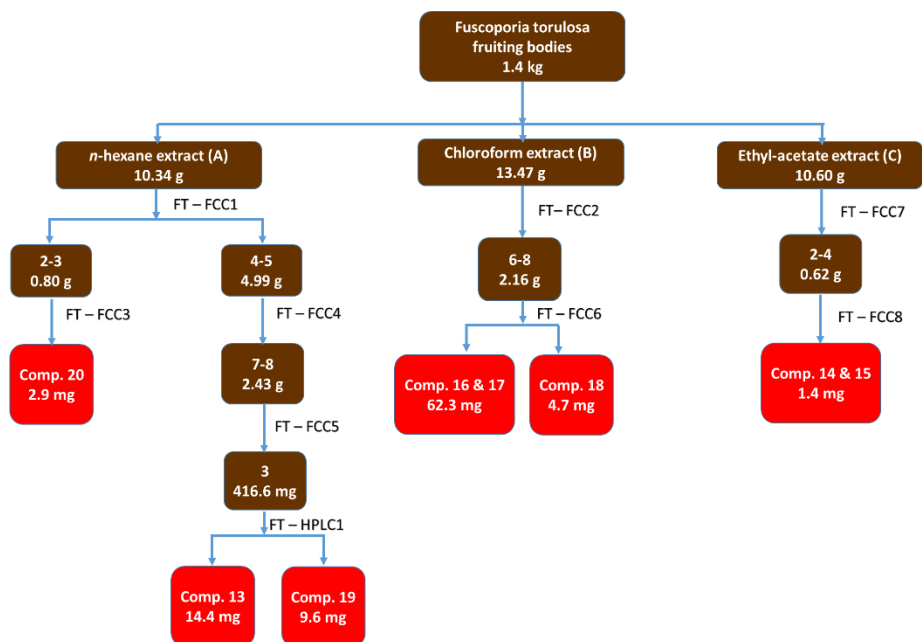 Fuscoporia torulosa
fruiting bodies
1.4 kg
n-hexane extract (A)
10.34 g
Chloroform extract (B)
13.47 g
Ethyl-acetate extract (C)
10.60 g
FT – FCC1
FT– FCC2
FT – FCC7
2-3
0.80 g
4-5
4.99 g
6-8
2.16 g
2-4
0.62 g
FT – FCC3
FT – FCC4
FT – FCC6
FT – FCC8
Comp. 20
2.9 mg
7-8
2.43 g
Comp. 16 & 17
62.3 mg
Comp. 18
4.7 mg
Comp. 14 & 15
1.4 mg
FT – FCC5
3
416.6 mg
FT – HPLC1
Comp. 13
14.4 mg
Comp. 19
9.6 mg